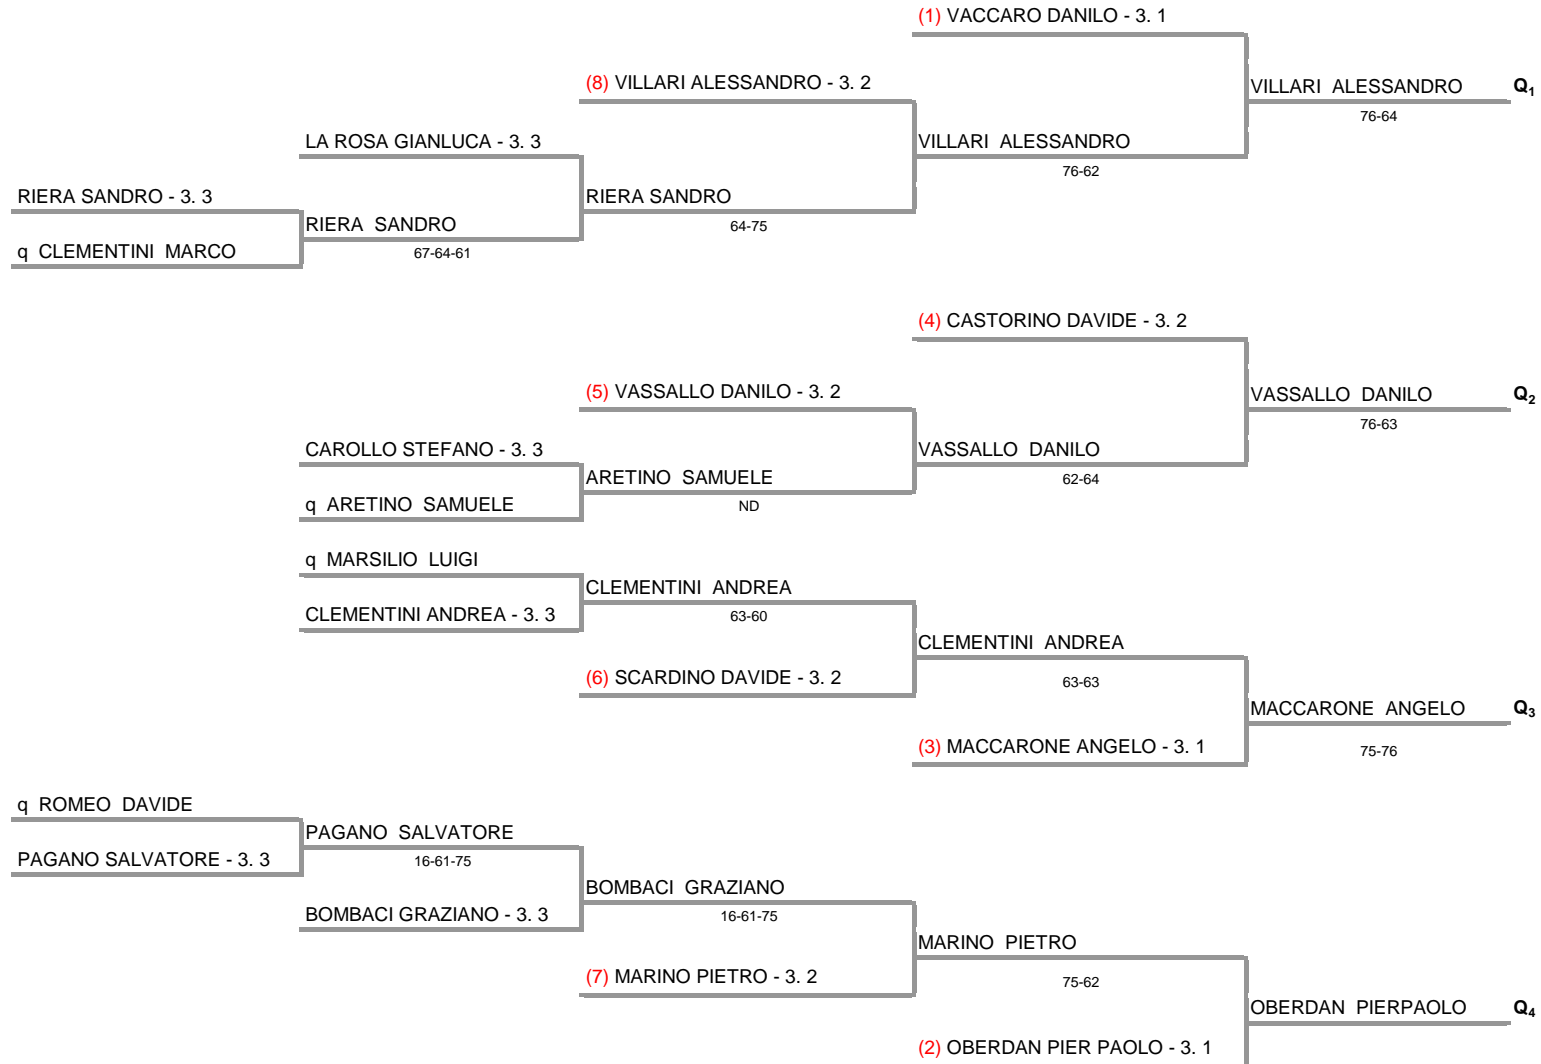 (1) VACCARO DANILO - 3. 1
(8) VILLARI ALESSANDRO - 3. 2
VILLARI ALESSANDRO Q1
76-64
LA ROSA GIANLUCA - 3. 3
VILLARI ALESSANDRO
76-62
RIERA SANDRO - 3. 3
RIERA SANDRO
64-75
RIERA SANDRO
67-64-61
q CLEMENTINI MARCO
(4) CASTORINO DAVIDE - 3. 2
(5) VASSALLO DANILO - 3. 2
VASSALLO DANILO Q2
76-63
CAROLLO STEFANO - 3. 3
VASSALLO DANILO
62-64
ARETINO SAMUELE
ND
q ARETINO SAMUELE
q MARSILIO LUIGI
CLEMENTINI ANDREA
63-60
CLEMENTINI ANDREA - 3. 3
CLEMENTINI ANDREA
63-63
(6) SCARDINO DAVIDE - 3. 2
MACCARONE ANGELO Q3
75-76
(3) MACCARONE ANGELO - 3. 1
q ROMEO DAVIDE
PAGANO SALVATORE
16-61-75
PAGANO SALVATORE - 3. 3
BOMBACI GRAZIANO
16-61-75
BOMBACI GRAZIANO - 3. 3
MARINO PIETRO
75-62
(7) MARINO PIETRO - 3. 2
OBERDAN PIERPAOLO Q4
(2) OBERDAN PIER PAOLO - 3. 1